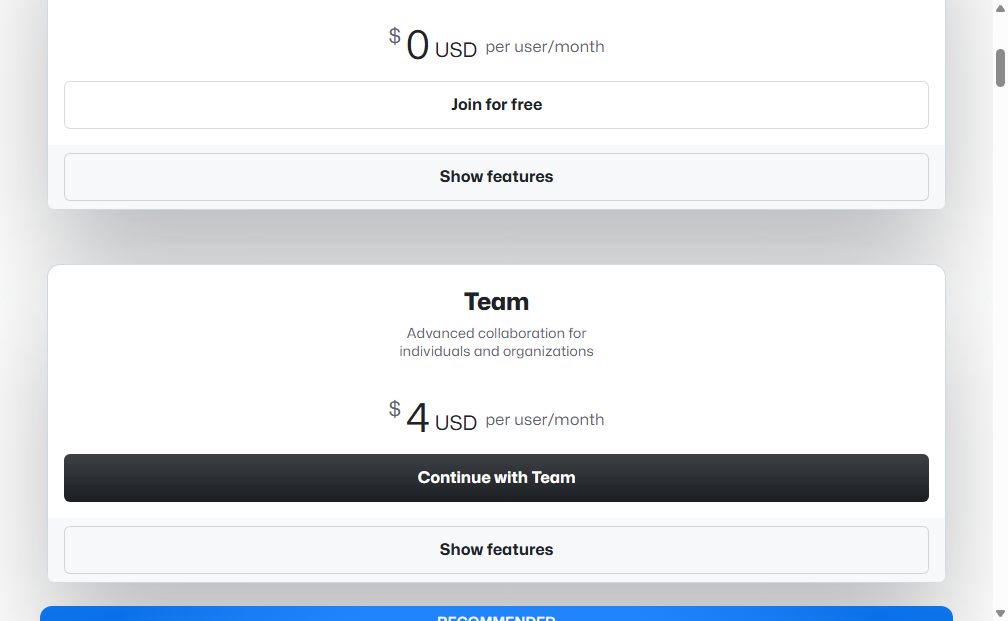 $ 0 USD per user/month
Join for free
Show features
Team
Advanced collaboration for
individuals and organizations
$ 4 USD per user/month
Continue with Team
Show features
RECOMMENDED